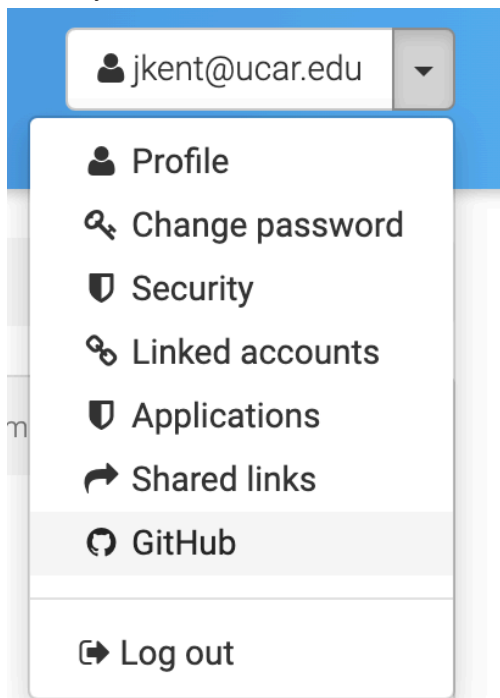 jkent@ucar.edu
Profile
Change password
Security
Linked accounts
m
Applications
Shared links
GitHub
Log out